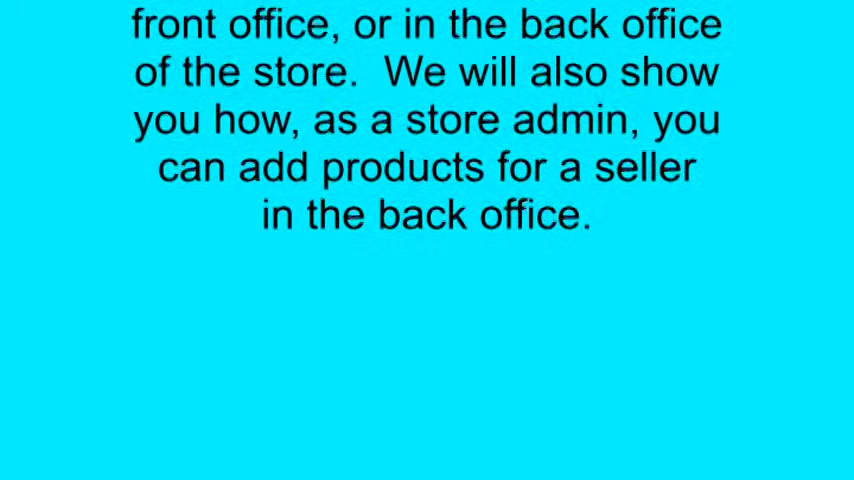 front office, or in the back office
of the store.  We will also show
you how, as a store admin, you
can add products for a seller
in the back office.